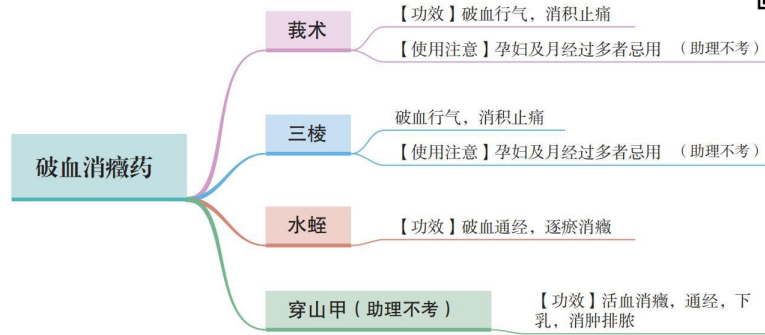 破血消癥药
莪术
【功效】破血行气，消积止痛
【使用注意】孕妇及月经过多者忌用 （助理不考）
三棱
破血行气，消积止痛
【使用注意】孕妇及月经过多者忌用 （助理不考）
水蛭
【功效】破血通经，逐瘀消癥
穿山甲（助理不考）
【功效】活血消癥，通经，下
乳，消肿排脓